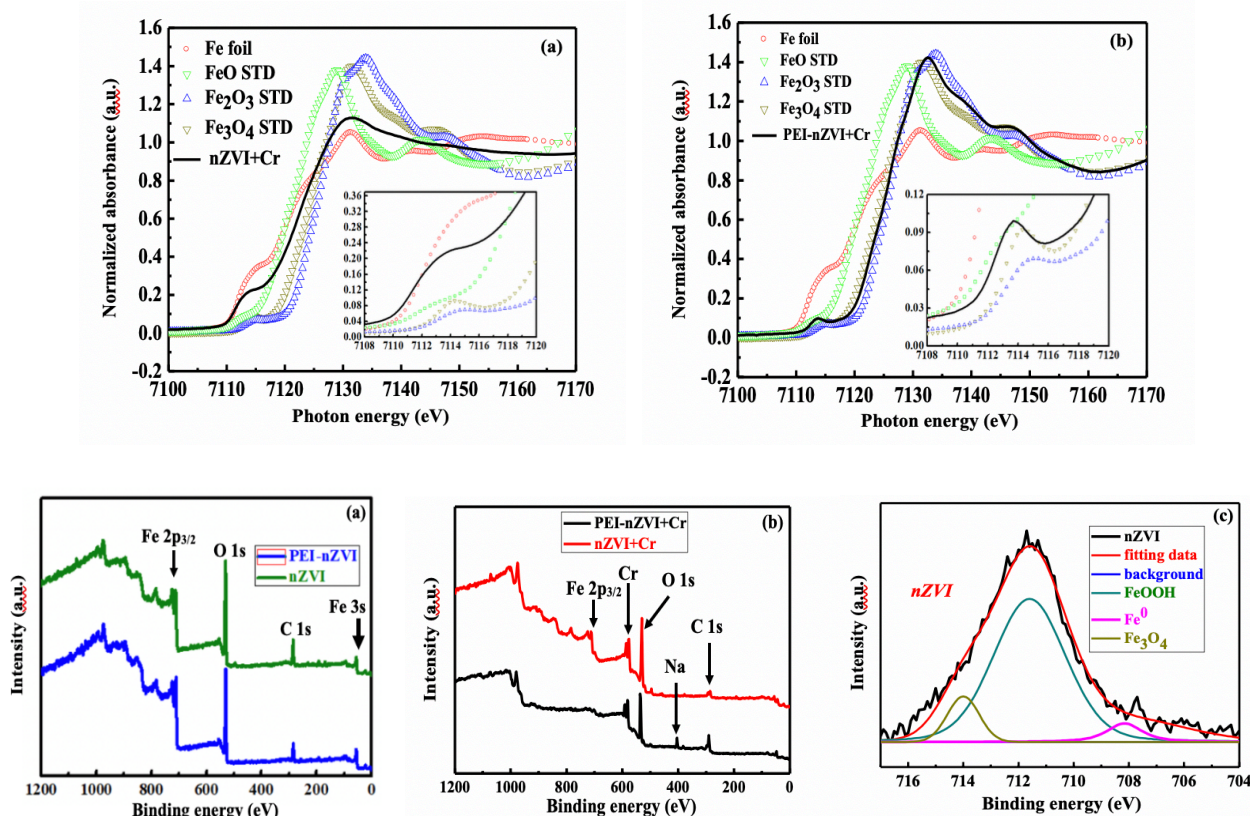 (a)
Fe foil
FeO STD
Fe2O3 STD
Fe3O4 STD
nZVI+Cr
Normalized absorbance (a.u.)
1.6
1.4
1.2
1.0
0.8
0.6
0.4
0.2
0.0
-0.2
7100 7110 7120 7130 7140 7150 7160 7170
Photon energy (eV)
0.36
0.32
0.28
0.24
0.20
0.16
0.12
0.08
0.04
0.00
7108 7110 7112 7114 7116 7117 7120
(b)
Fe foil
FeO STD
Fe2O3 STD
Fe3O4 STD
PEI-nZVI+Cr
Normalized absorbance (a.u.)
1.6
1.4
1.2
1.0
0.8
0.6
0.4
0.2
0.0
-0.2
7100 7110 7120 7130 7140 7150 7160 7170
Photon energy (eV)
0.12
0.09
0.06
0.03
0.00
7108 7110 7112 7114 7116 7118 7120
(a)
Fe 2p3/2
O 1s
PEI-nZVI
nZVI
Fe 3s
C 1s
Intensity (a.u.)
1200 1000 800 600 400 200 0
Binding energy (eV)
(b)
PEI-nZVI+Cr
nZVI+Cr
Fe 2p3/2
Cr
O 1s
C 1s
Na
Intensity (a.u.)
1200 1000 800 600 400 200 0
Binding energy (eV)
(c)
nZVI
nZVI
fitting data
background
FeOOH
Fe0
Fe3O4
Intensity (a.u.)
716 714 712 710 708 706 704
Binding energy (eV)